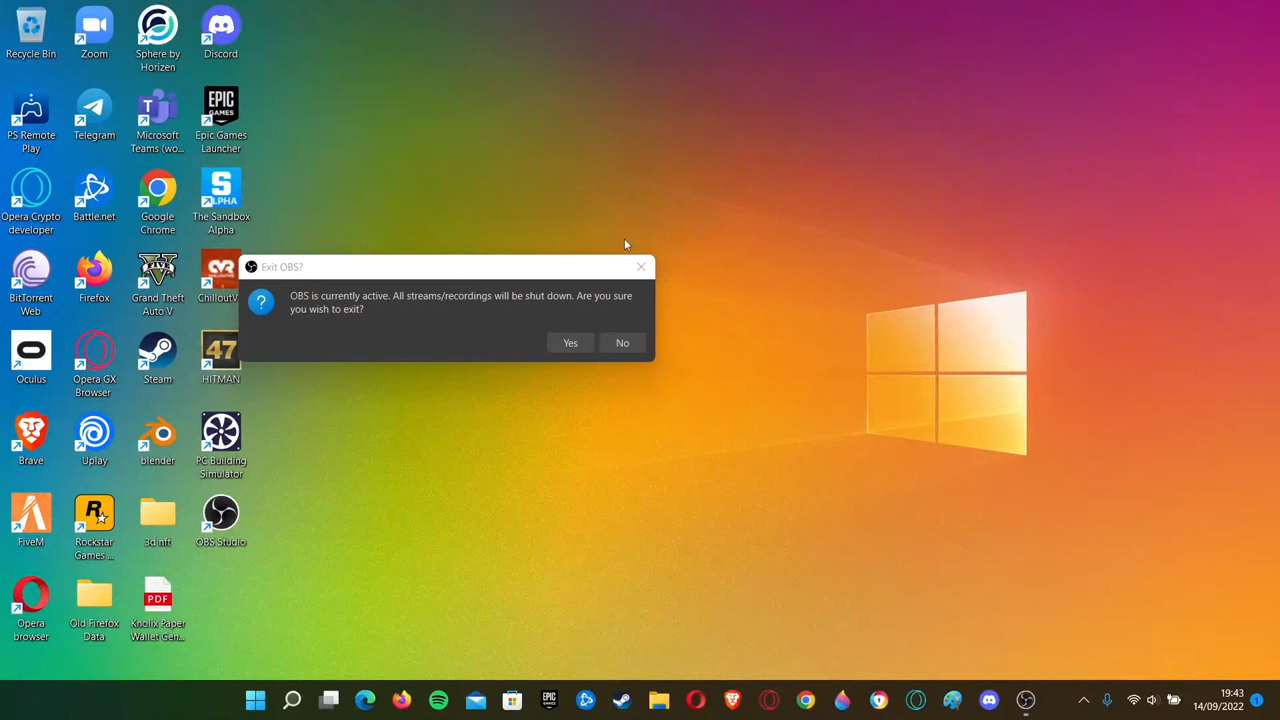 Recycle Bin
Zoom
Sphere by
Horizen
Discord
PS Remote
Play
Telegram
Microsoft
Teams (wo...
EPIC
GAMES
Epic Games
Launcher
Opera Crypto
developer
Battle.net
Google
Chrome
ALPHA
The Sandbox
Alpha
BitTorrent
Web
Firefox
Grand Theft
Auto V
Exit OBS?
OBS is currently active. All streams/recordings will be shut down. Are you sure
you wish to exit?
Yes
No
Oculus
Opera GX
Browser
Steam
47
HITMAN
Brave
Uplay
blender
PC Building
Simulator
FiveM
Rockstar
Games ...
3d nft
OBS Studio
Opera
browser
Old Firefox
Data
PDF
Knolix Paper
Wallet Gen...
19:43
14/09/2022